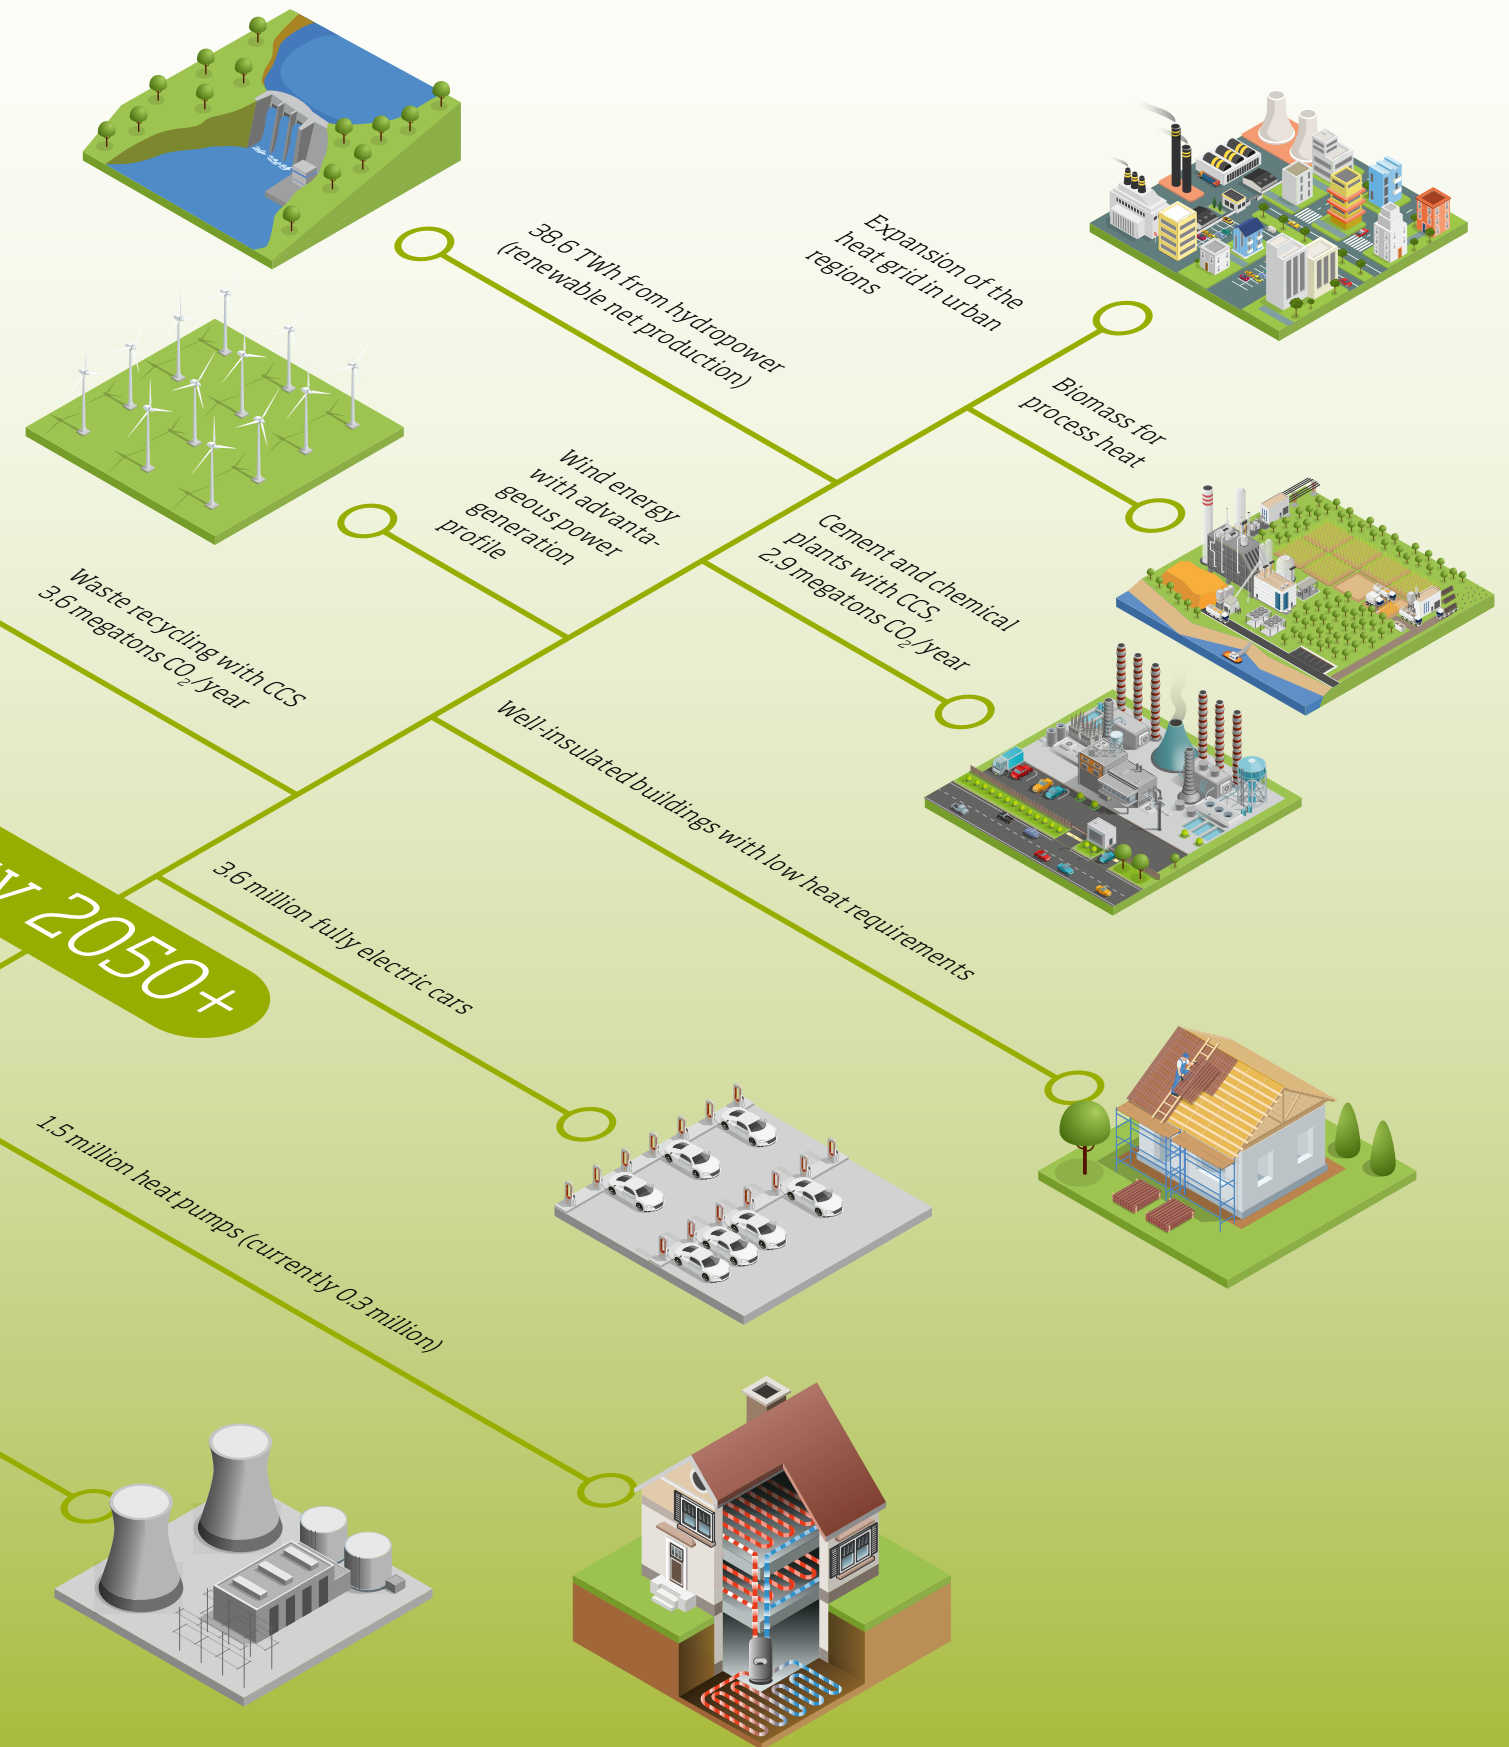 38.6 TWh from hydropower
(renewable net production)
Expansion of the
heat grid in urban
regions
Biomass for
process heat
Wind energy
with advanta-
geous power
generation
profile
Cement and chemical
plants with CCS,
2.9 megatons CO₂/year
Waste recycling with CCS
3.6 megatons CO₂/year
Well-insulated buildings with low heat requirements
3.6 million fully electric cars
2050+
1.5 million heat pumps (currently 0.3 million)